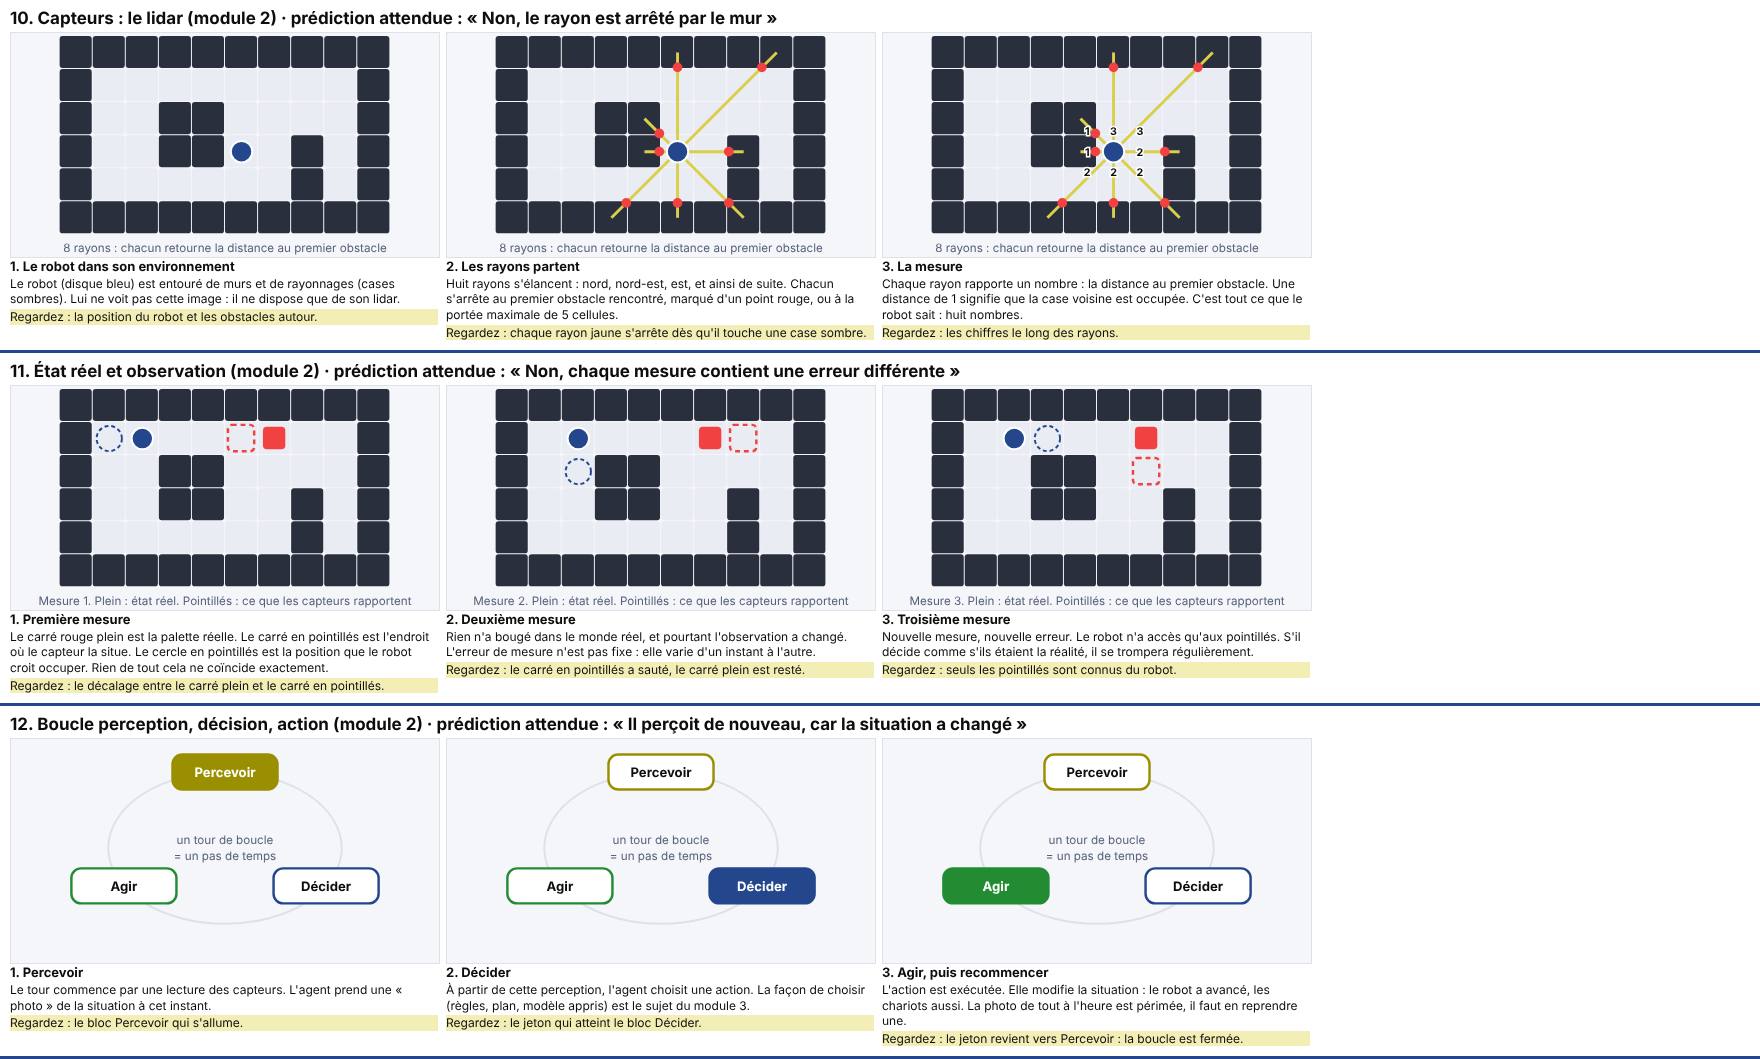 10. Capteurs : le lidar (module 2) · prédiction attendue : « Non, le rayon est arrêté par le mur »
8 rayons : chacun retourne la distance au premier obstacle
1. Le robot dans son environnement
Le robot (disque bleu) est entouré de murs et de rayonnages (cases
sombres). Lui ne voit pas cette image : il ne dispose que de son lidar.
Regardez : la position du robot et les obstacles autour.
8 rayons : chacun retourne la distance au premier obstacle
2. Les rayons partent
Huit rayons s'élancent : nord, nord-est, est, et ainsi de suite. Chacun
s'arrête au premier obstacle rencontré, marqué d'un point rouge, ou à la
portée maximale de 5 cellules.
Regardez : chaque rayon jaune s'arrête dès qu'il touche une case sombre.
1 3 3
1 2
2 2 2
8 rayons : chacun retourne la distance au premier obstacle
3. La mesure
Chaque rayon rapporte un nombre : la distance au premier obstacle. Une
distance de 1 signifie que la case voisine est occupée. C'est tout ce que le
robot sait : huit nombres.
Regardez : les chiffres le long des rayons.
11. État réel et observation (module 2) · prédiction attendue : « Non, chaque mesure contient une erreur différente »
Mesure 1. Plein : état réel. Pointillés : ce que les capteurs rapportent
1. Première mesure
Le carré rouge plein est la palette réelle. Le carré en pointillés est l'endroit
où le capteur la situe. Le cercle en pointillés est la position que le robot
croit occuper. Rien de tout cela ne coïncide exactement.
Regardez : le décalage entre le carré plein et le carré en pointillés.
Mesure 2. Plein : état réel. Pointillés : ce que les capteurs rapportent
2. Deuxième mesure
Rien n'a bougé dans le monde réel, et pourtant l'observation a changé.
L'erreur de mesure n'est pas fixe : elle varie d'un instant à l'autre.
Regardez : le carré en pointillés a sauté, le carré plein est resté.
Mesure 3. Plein : état réel. Pointillés : ce que les capteurs rapportent
3. Troisième mesure
Nouvelle mesure, nouvelle erreur. Le robot n'a accès qu'aux pointillés. S'il
décide comme s'ils étaient la réalité, il se trompera régulièrement.
Regardez : seuls les pointillés sont connus du robot.
12. Boucle perception, décision, action (module 2) · prédiction attendue : « Il perçoit de nouveau, car la situation a changé »
Percevoir
un tour de boucle
= un pas de temps
Agir
Décider
1. Percevoir
Le tour commence par une lecture des capteurs. L'agent prend une «
photo » de la situation à cet instant.
Regardez : le bloc Percevoir qui s'allume.
Percevoir
un tour de boucle
= un pas de temps
Agir
Décider
2. Décider
À partir de cette perception, l'agent choisit une action. La façon de choisir
(règles, plan, modèle appris) est le sujet du module 3.
Regardez : le jeton qui atteint le bloc Décider.
Percevoir
un tour de boucle
= un pas de temps
Agir
Décider
3. Agir, puis recommencer
L'action est exécutée. Elle modifie la situation : le robot a avancé, les
chariots aussi. La photo de tout à l'heure est périmée, il faut en reprendre
une.
Regardez : le jeton revient vers Percevoir : la boucle est fermée.